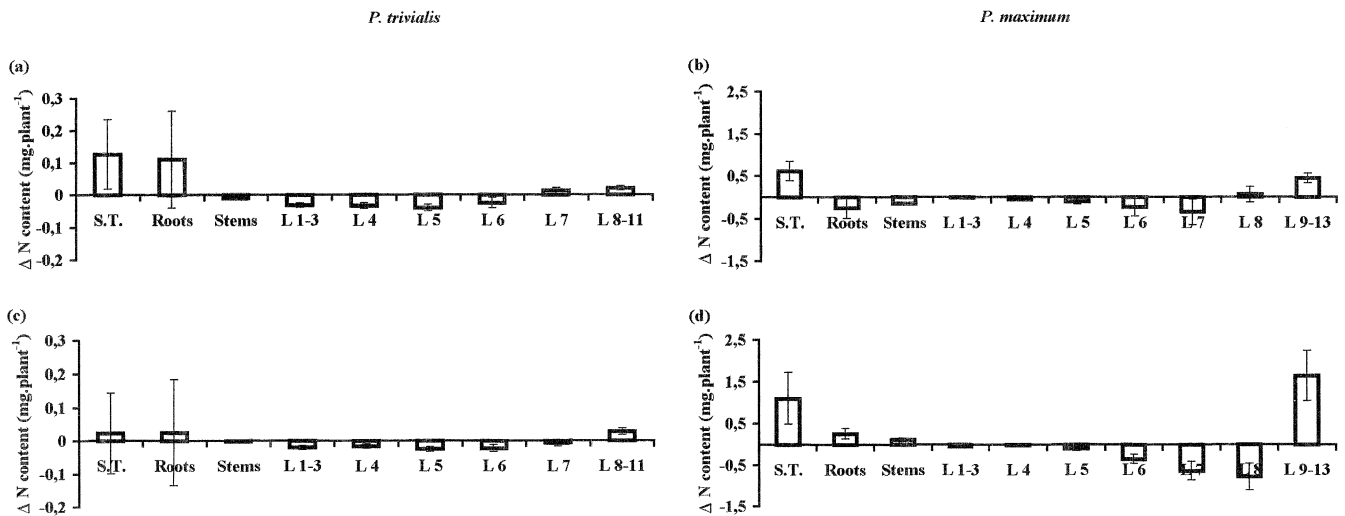 P. trivialis
P. maximum
(a)
Δ N content (mg.plant-1)
0,3
0,2
0,1
0
-0,1
-0,2
S.T. Roots Stems L 1-3 L 4 L 5 L 6 L 7 L 8-11
(b)
Δ N content (mg.plant-1)
2,5
1,5
0,5
-0,5
-1,5
S.T. Roots Stems L 1-3 L 4 L 5 L 6 L 7 L 8 L 9-13
(c)
Δ N content (mg.plant-1)
0,3
0,2
0,1
0
-0,1
-0,2
S.T. Roots Stems L 1-3 L 4 L 5 L 6 L 7 L 8-11
(d)
Δ N content (mg.plant-1)
2,5
1,5
0,5
-0,5
-1,5
S.T. Roots Stems L 1-3 L 4 L 5 L 6 L 7 L 8 L 9-13